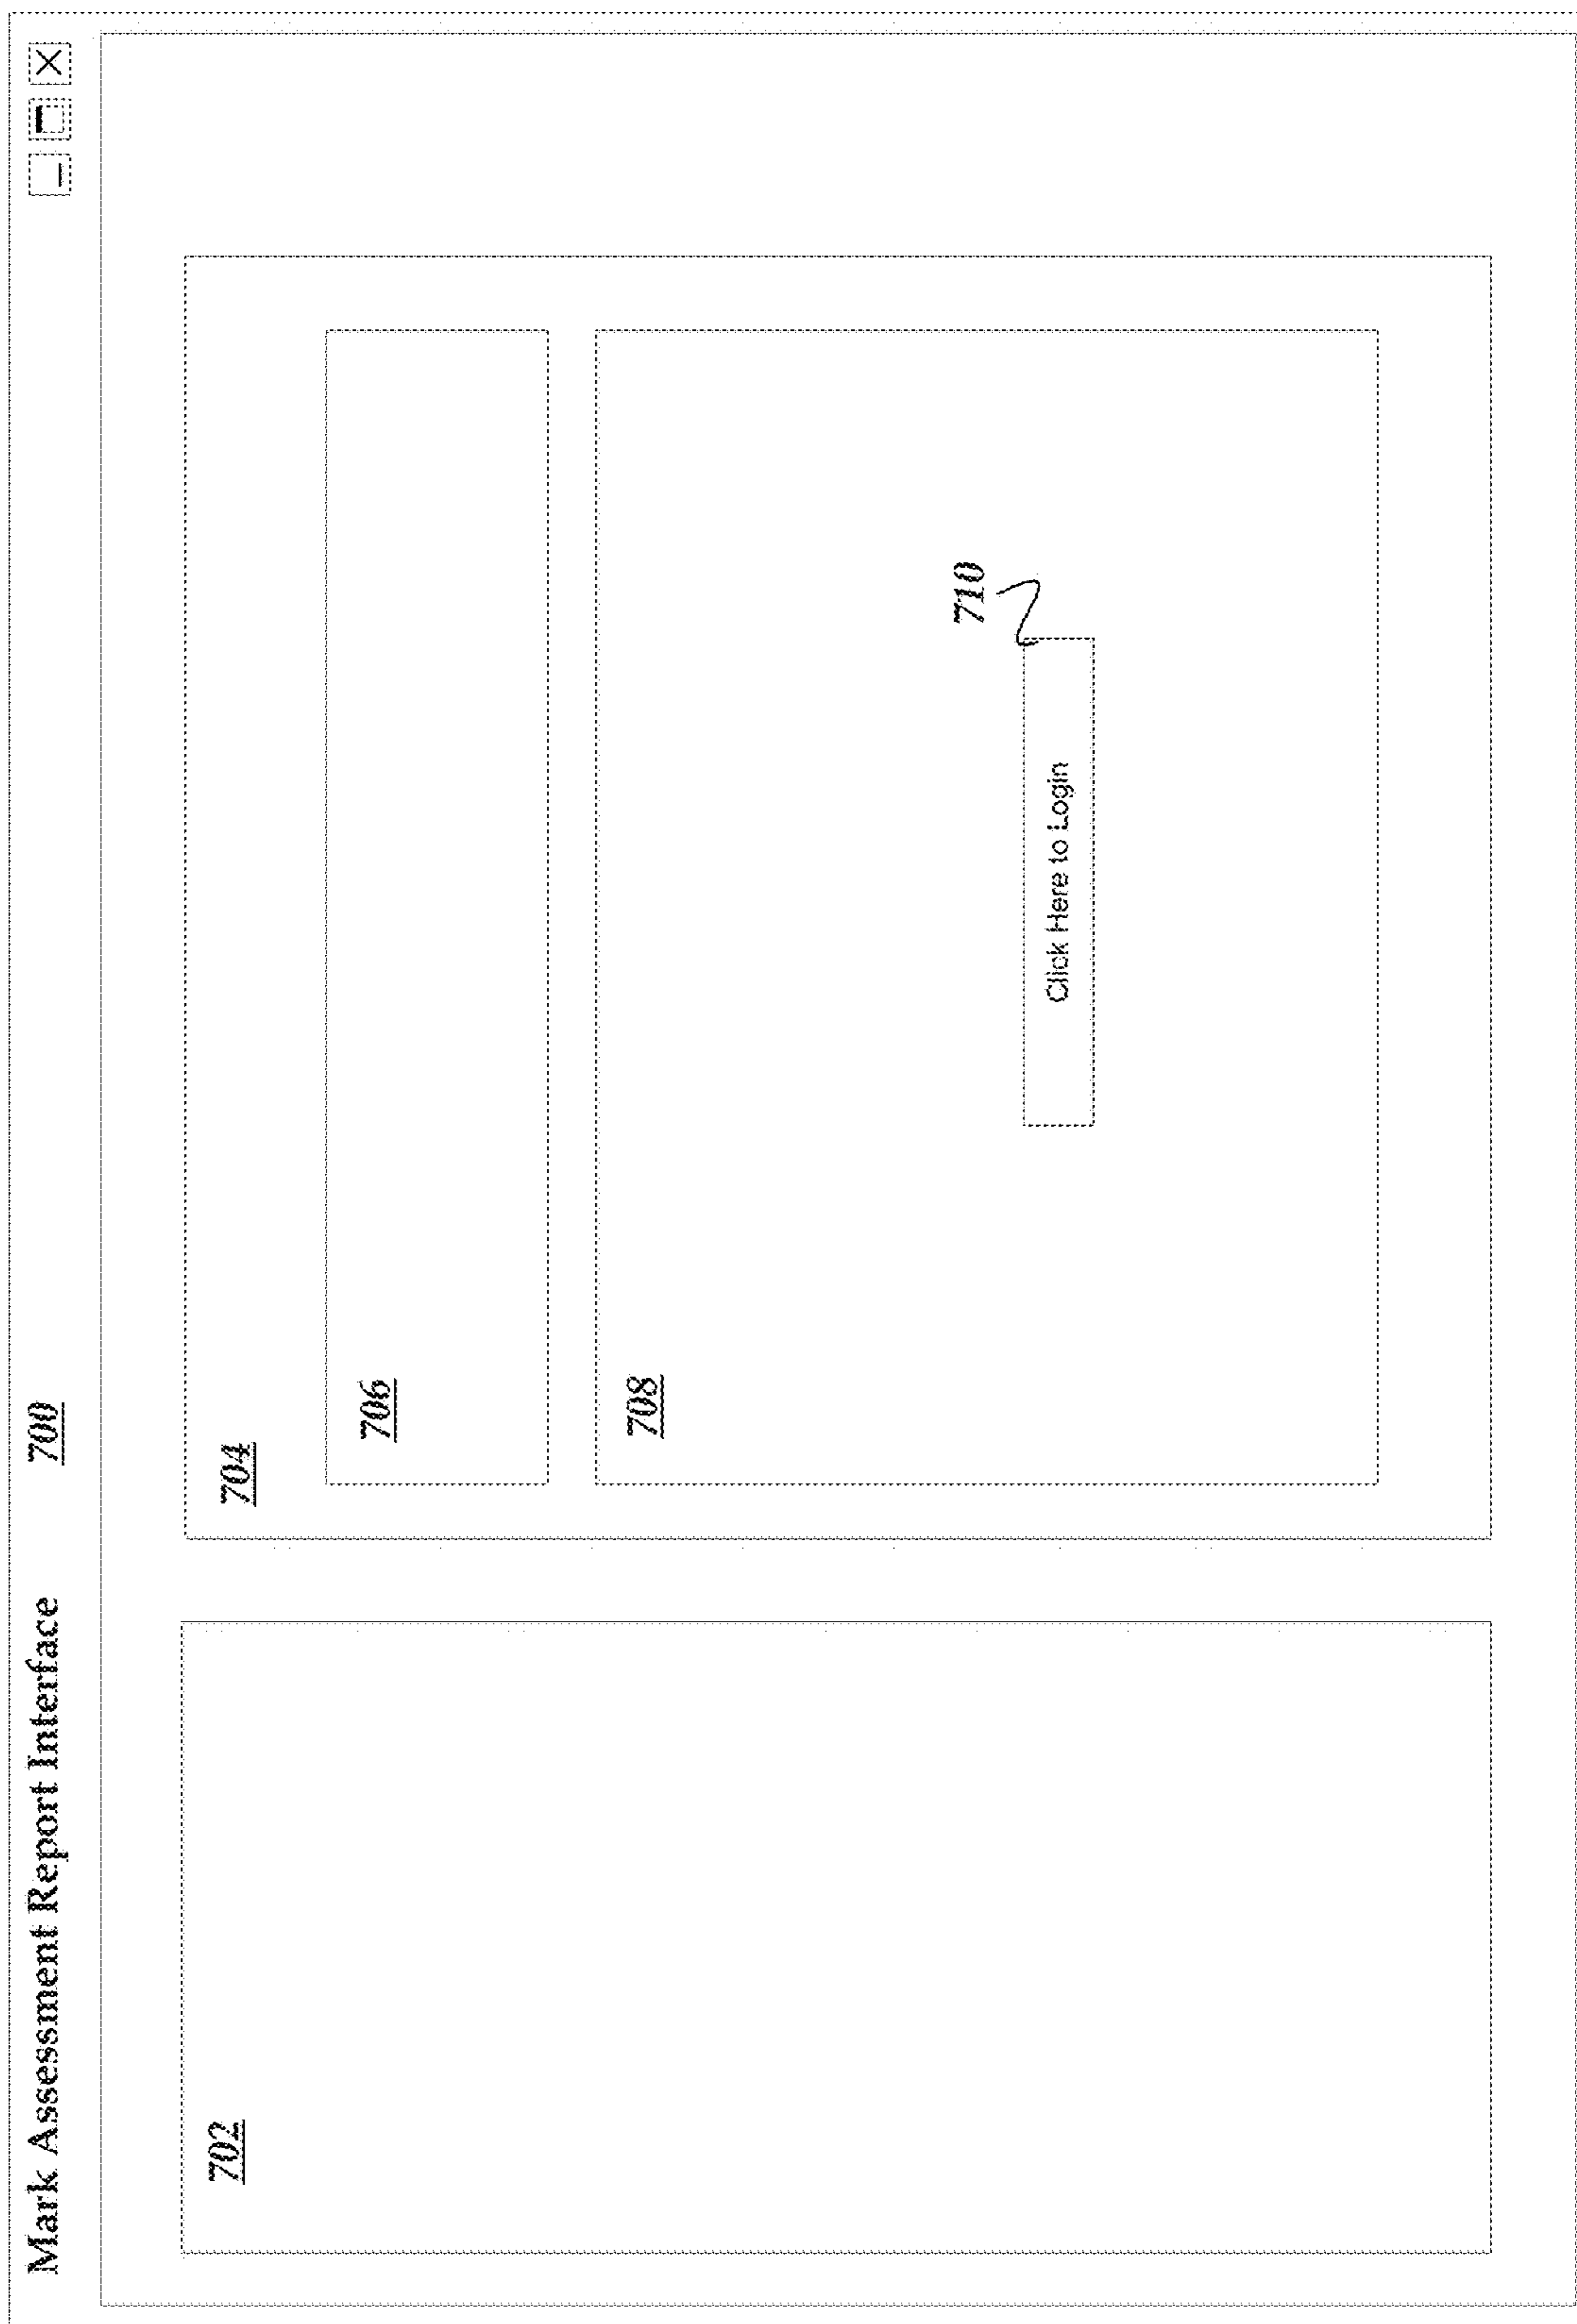 Mark Assessment Report Interface 700
702
704
706
708
710
Click Here to Login